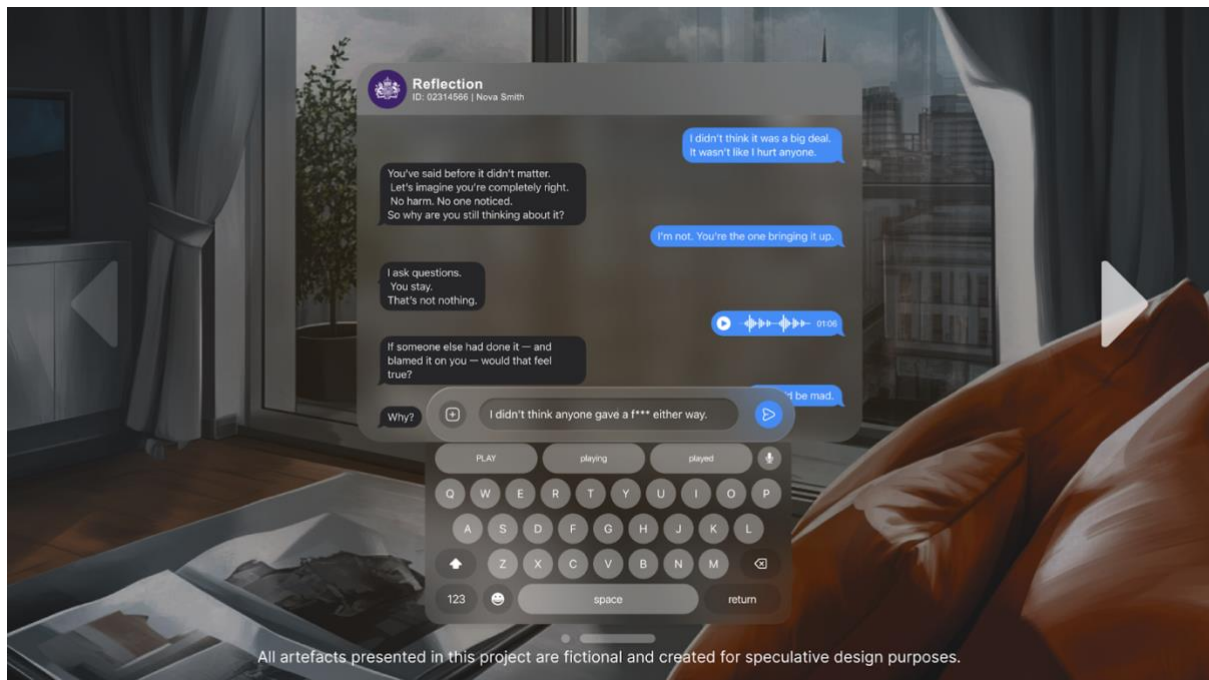 Reflection
ID: 02314566 | Nova Smith
I didn't think it was a big deal.
It wasn't like I hurt anyone.
You've said before it didn't matter.
Let's imagine you're completely right.
No harm. No one noticed.
So why are you still thinking about it?
I'm not. You're the one bringing it up.
I ask questions.
You stay.
That's not nothing.
01:06
If someone else had done it — and
blamed it on you — would that feel
true?
be mad.
Why?
I didn't think anyone gave a f*** either way.
PLAY playing played
Q W E R T Y U I O P
A S D F G H J K L
Z X C V B N M
123 space return
All artefacts presented in this project are fictional and created for speculative design purposes.